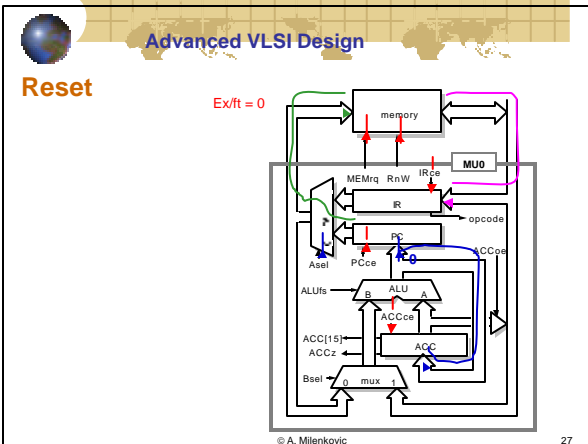 Advanced VLSI Design
Reset
Ex/ft = 0
memory
MU0
MEMrq RnW IRce
IR
opcode
PC
0
ACCoe
Asel PCce
ALUfs
B ALU A
ACCce
ACC[15]
ACCz
ACC
Bsel
0 mux 1
© A. Milenkovic
27